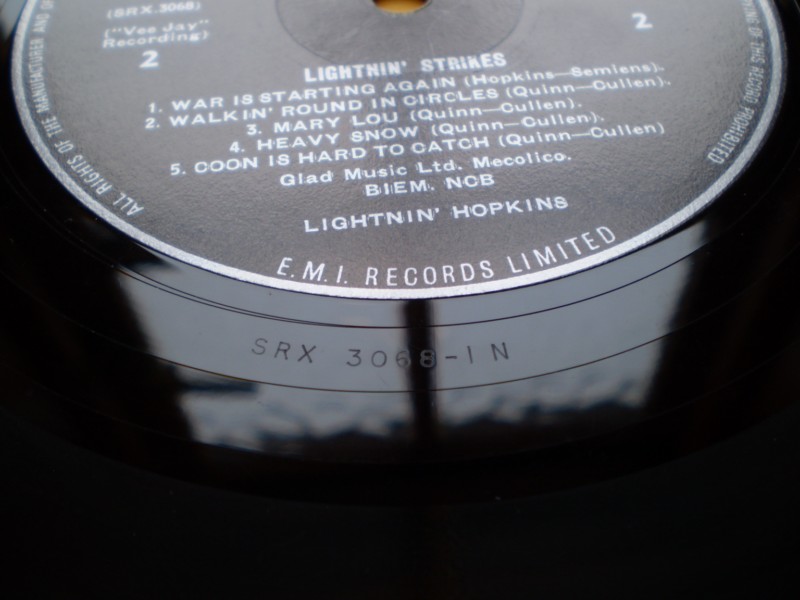 (SRX.3068)
("Vee Jay"
Recording)
2
2
LIGHTNIN' STRIKES
1. WAR IS STARTING AGAIN (Hopkins—Semiens).
2. WALKIN' ROUND IN CIRCLES (Quinn—Cullen).
3. MARY LOU (Quinn—Cullen).
4. HEAVY SNOW (Quinn—Cullen).
5. COON IS HARD TO CATCH (Quinn—Cullen)
Glad Music Ltd. Mecolico.
BIEM. NCB
LIGHTNIN' HOPKINS
E.M.I. RECORDS LIMITED
ALL RIGHTS OF THE MANUFACTURER AND OF
OF THIS RECORD PROHIBITED
SRX 3068-1N